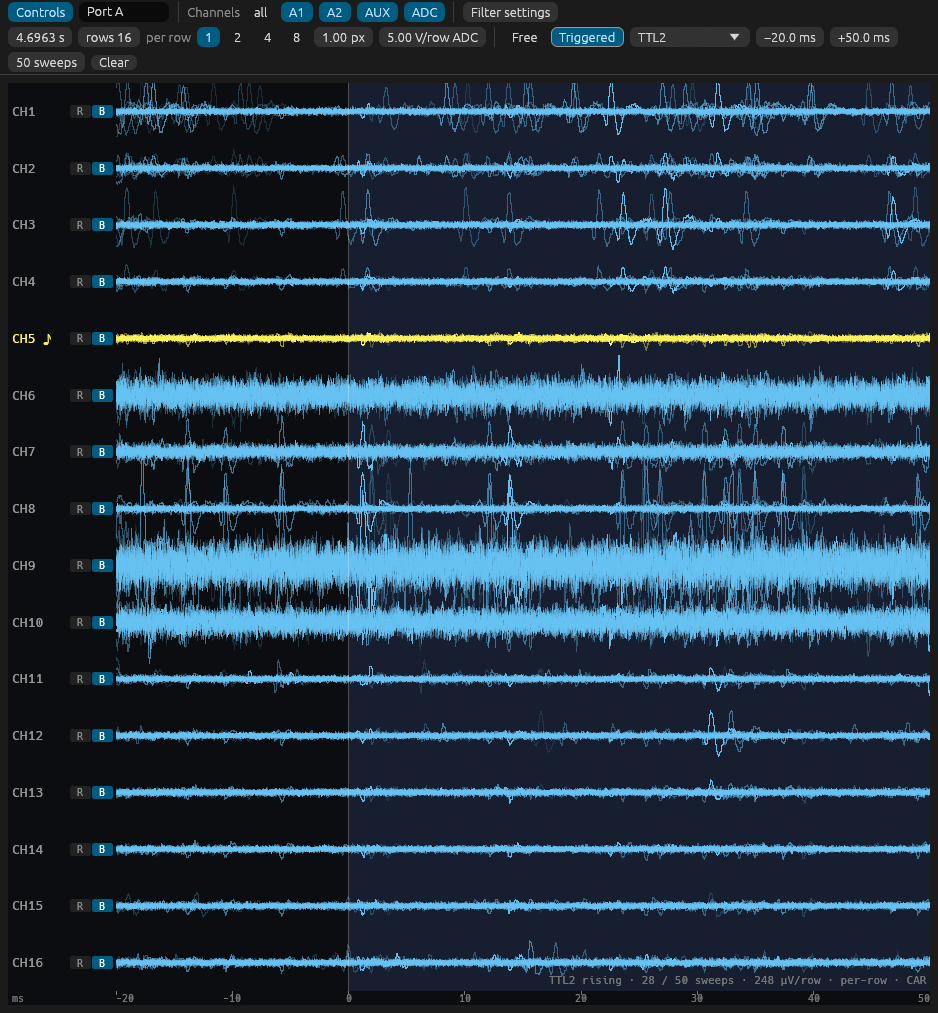 Controls Port A Channels all A1 A2 AUX ADC Filter settings
4.6963 s rows 16 per row 1 2 4 8 1.00 px 5.00 V/row ADC Free Triggered TTL2 −20.0 ms +50.0 ms
50 sweeps Clear
CH1 R B
CH2 R B
CH3 R B
CH4 R B
CH5 ♪ R B
CH6 R B
CH7 R B
CH8 R B
CH9 R B
CH10 R B
CH11 R B
CH12 R B
CH13 R B
CH14 R B
CH15 R B
CH16 R B
TTL2 rising · 28 / 50 sweeps · 248 µV/row · per-row · CAR
ms -20 -10 0 10 20 30 40 50